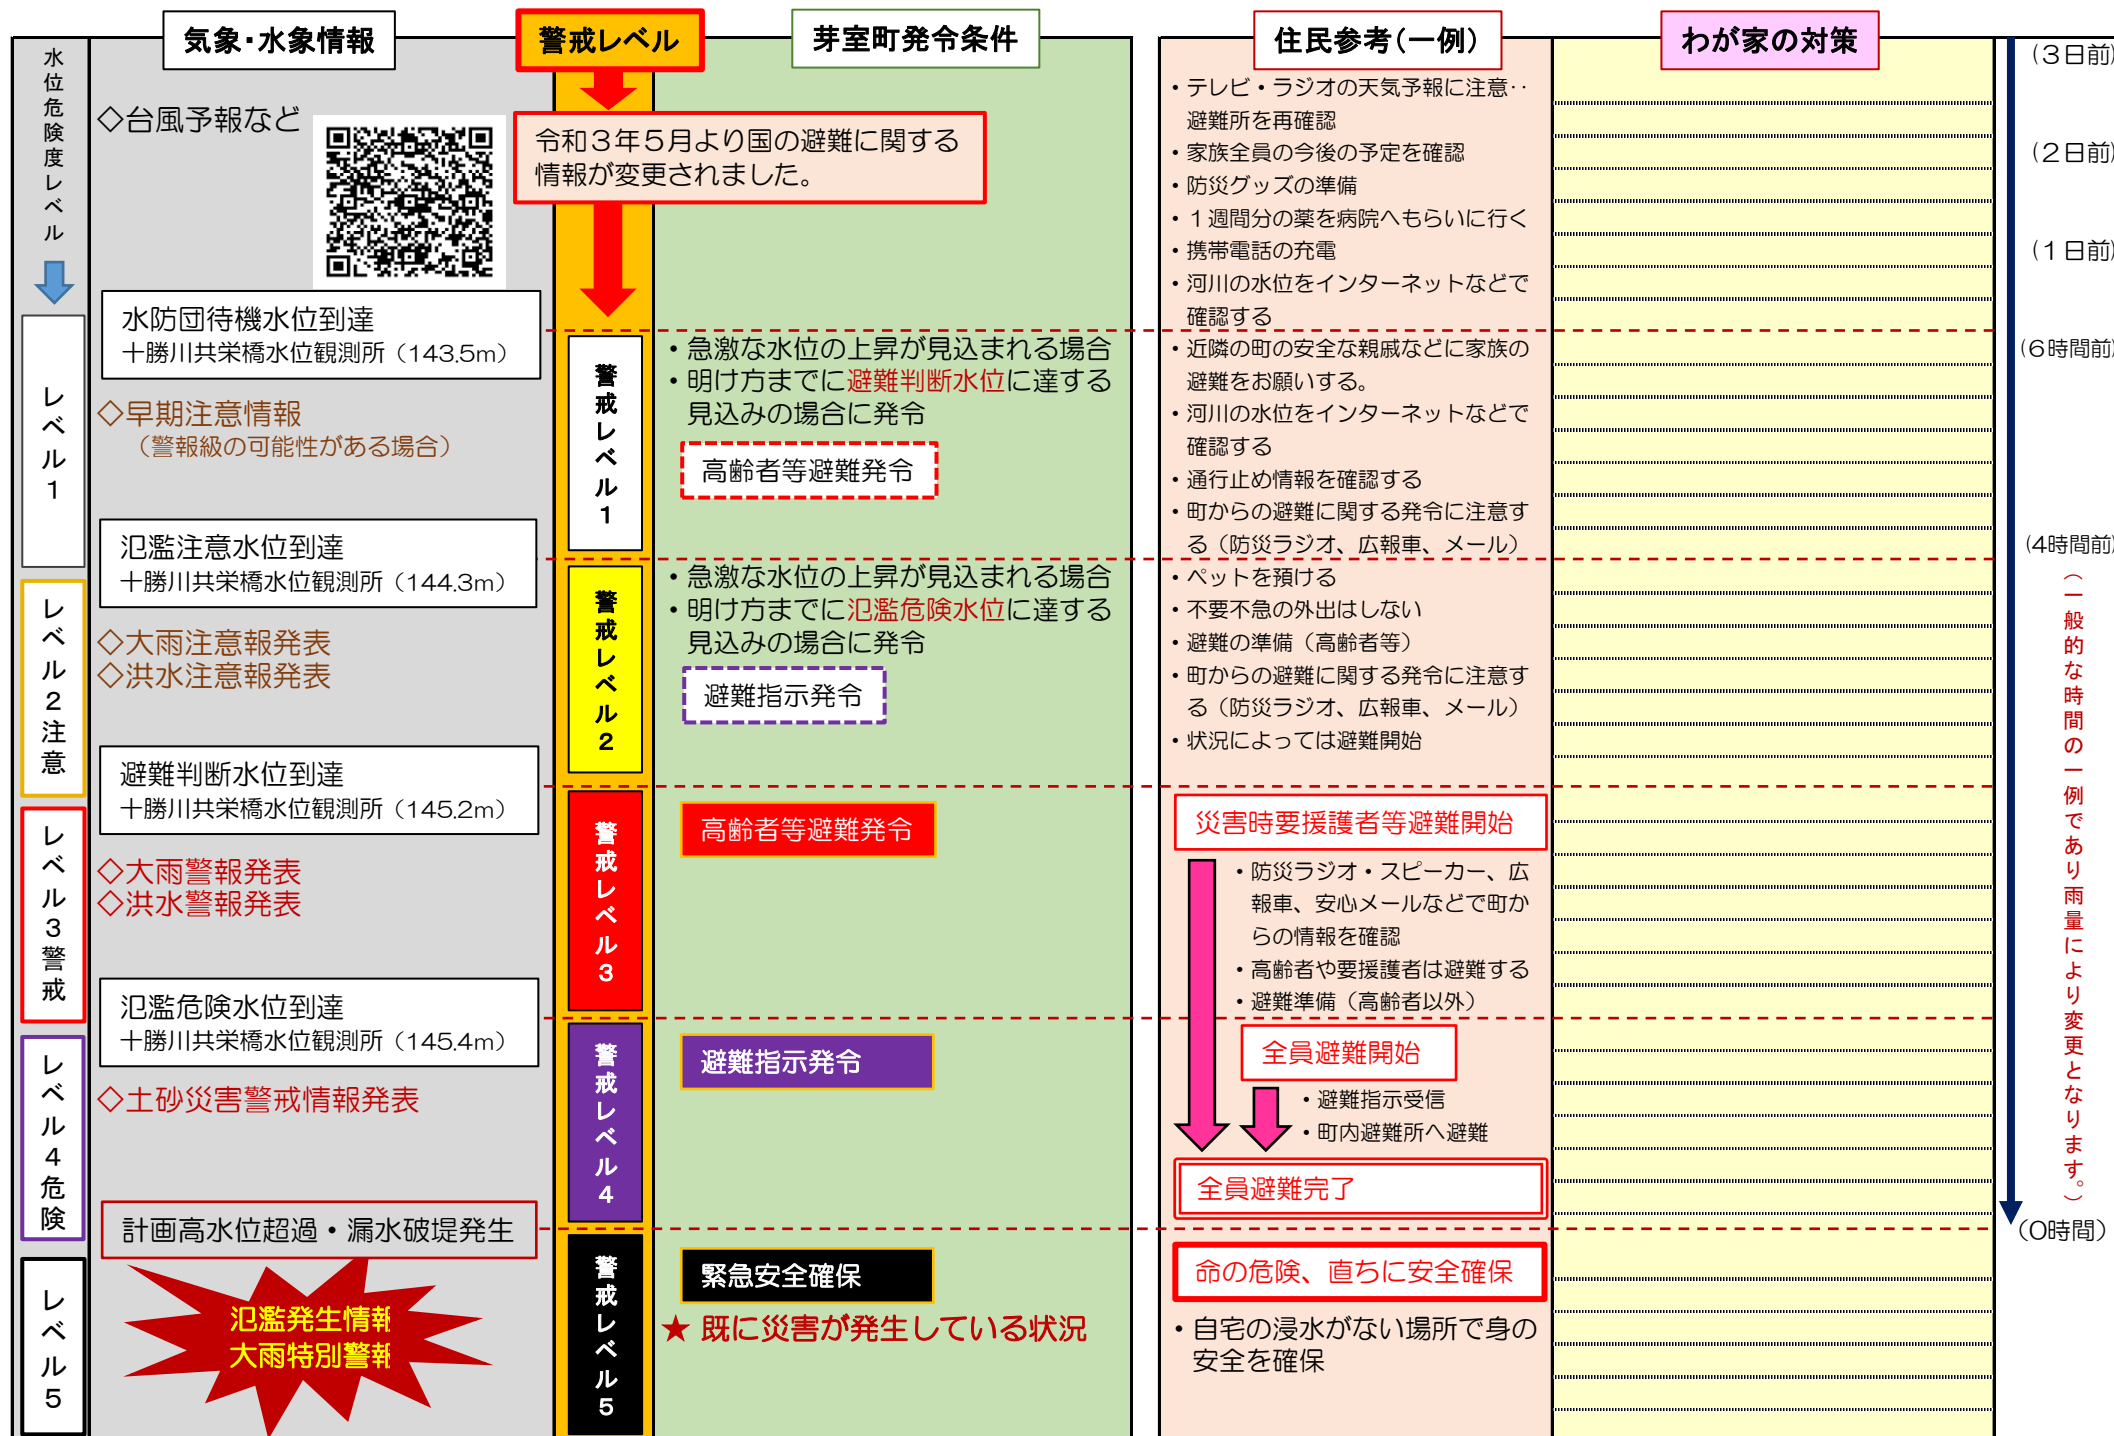 気象・水象情報
警戒レベル
芽室町発令条件
住民参考(一例)
わが家の対策
水位危険度レベル
◇台風予報など
令和３年５月より国の避難に関する
情報が変更されました。
水防団待機水位到達
十勝川共栄橋水位観測所（143.5m）
レベル1
◇早期注意情報
（警報級の可能性がある場合）
氾濫注意水位到達
十勝川共栄橋水位観測所（144.3m）
レベル2注意
◇大雨注意報発表
◇洪水注意報発表
避難判断水位到達
十勝川共栄橋水位観測所（145.2m）
レベル3警戒
◇大雨警報発表
◇洪水警報発表
氾濫危険水位到達
十勝川共栄橋水位観測所（145.4m）
レベル4危険
◇土砂災害警戒情報発表
計画高水位超過・漏水破堤発生
レベル5
氾濫発生情報
大雨特別警報
警戒レベル1
・急激な水位の上昇が見込まれる場合
・明け方までに避難判断水位に達する
見込みの場合に発令
高齢者等避難発令
警戒レベル2
・急激な水位の上昇が見込まれる場合
・明け方までに氾濫危険水位に達する
見込みの場合に発令
避難指示発令
警戒レベル3
高齢者等避難発令
警戒レベル4
避難指示発令
警戒レベル5
緊急安全確保
★ 既に災害が発生している状況
・テレビ・ラジオの天気予報に注意‥
避難所を再確認
・家族全員の今後の予定を確認
・防災グッズの準備
・１週間分の薬を病院へもらいに行く
・携帯電話の充電
・河川の水位をインターネットなどで
確認する
・近隣の町の安全な親戚などに家族の
避難をお願いする。
・河川の水位をインターネットなどで
確認する
・通行止め情報を確認する
・町からの避難に関する発令に注意す
る（防災ラジオ、広報車、メール）
・ペットを預ける
・不要不急の外出はしない
・避難の準備（高齢者等）
・町からの避難に関する発令に注意す
る（防災ラジオ、広報車、メール）
・状況によっては避難開始
災害時要援護者等避難開始
・防災ラジオ・スピーカー、広
報車、安心メールなどで町か
らの情報を確認
・高齢者や要援護者は避難する
・避難準備（高齢者以外）
全員避難開始
・避難指示受信
・町内避難所へ避難
全員避難完了
命の危険、直ちに安全確保
・自宅の浸水がない場所で身の
安全を確保
（3日前）
（2日前）
（1日前）
（6時間前）
（4時間前）
（一般的な時間の一例であり雨量により変更となります。）
（0時間）